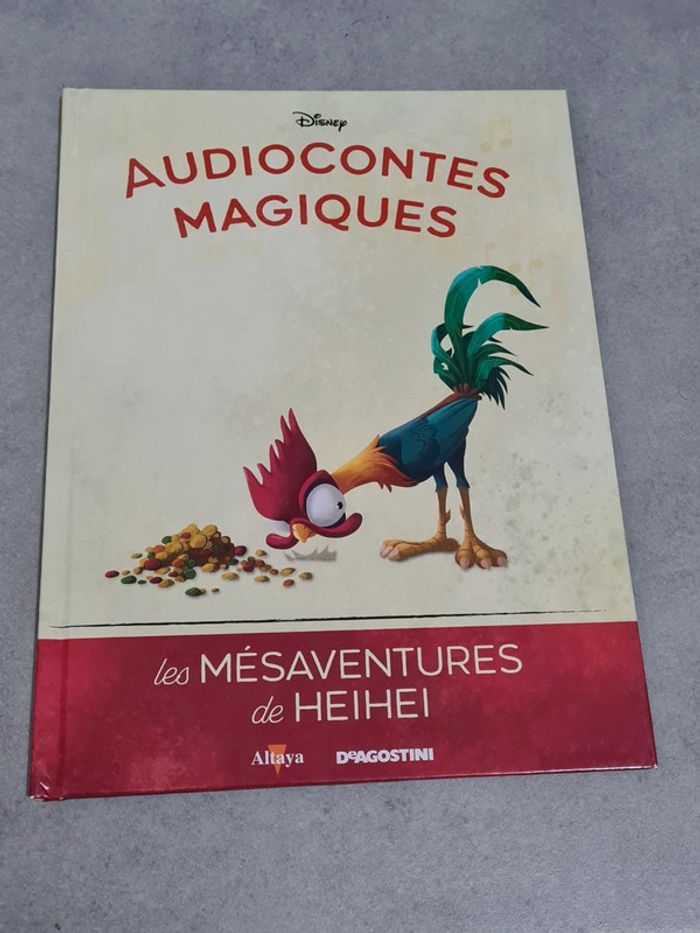 Disney
AUDIOCONTES
MAGIQUES
les MÉSAVENTURES
de HEIHEI
Altaya DeAGOSTINI